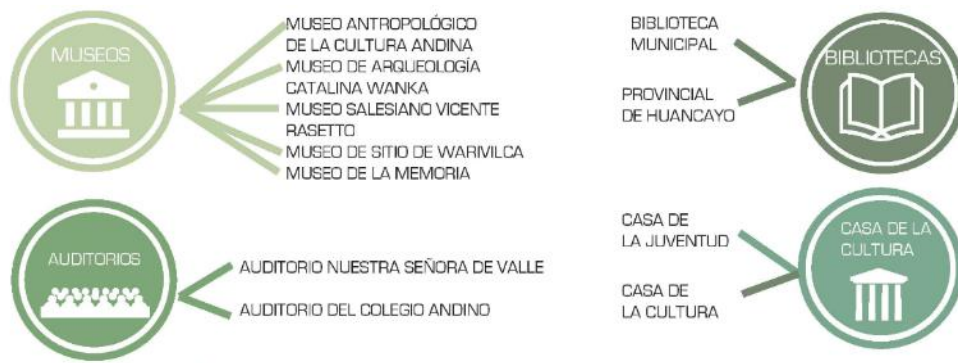 MUSEOS
MUSEO ANTROPOLÓGICO
DE LA CULTURA ANDINA
MUSEO DE ARQUEOLOGÍA
CATALINA WANKA
MUSEO SALESIANO VICENTE
RASETTO
MUSEO DE SITIO DE WARIVILCA
MUSEO DE LA MEMORIA
BIBLIOTECA
MUNICIPAL
PROVINCIAL
DE HUANCAYO
BIBLIOTECAS
AUDITORIOS
AUDITORIO NUESTRA SEÑORA DE VALLE
AUDITORIO DEL COLEGIO ANDINO
CASA DE
LA JUVENTUD
CASA DE
LA CULTURA
CASA DE LA
CULTURA